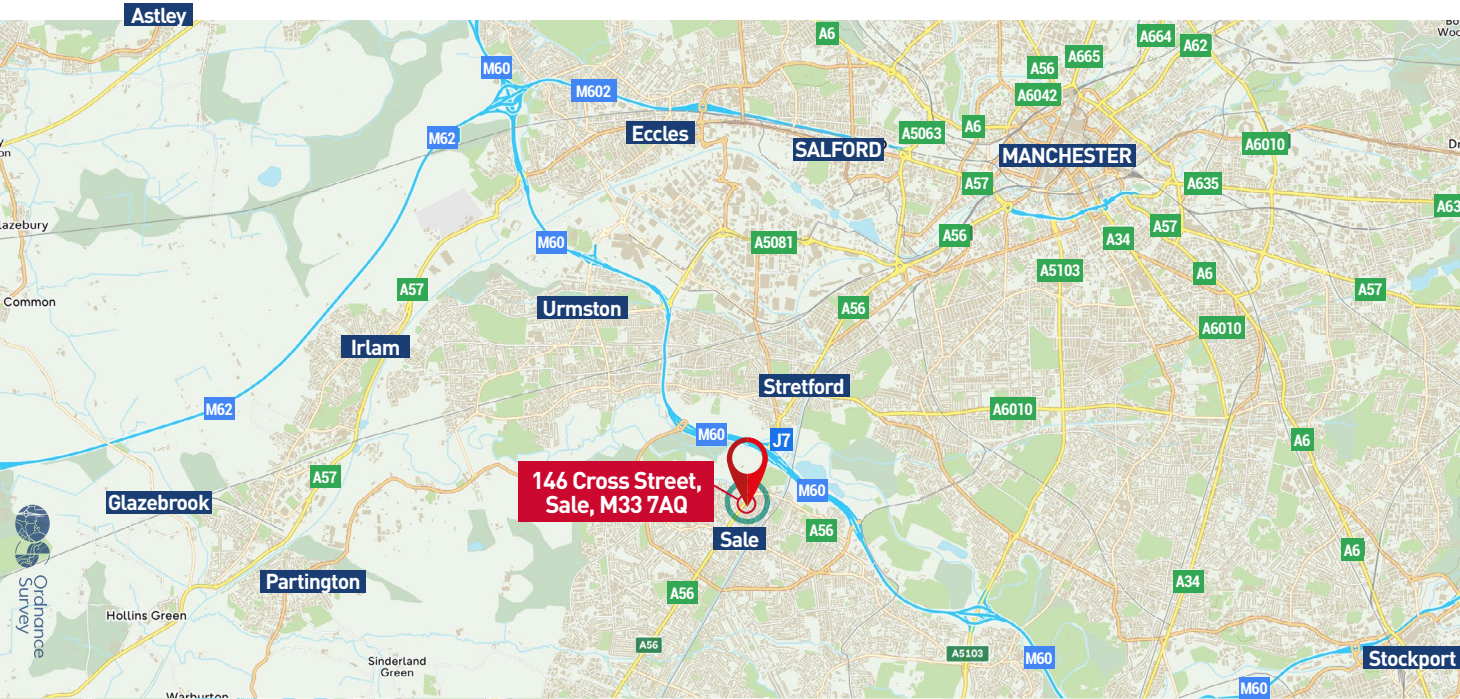 Astley
A6
A664
A62
A665
A56
M60
M602
A6042
M62
Eccles
SALFORD
A5063
A6
MANCHESTER
A6010
A57
A635
M60
A5081
A56
A34
A57
A5103
A6
A57
Common
A57
Urmston
A56
A6010
Irlam
Stretford
M62
A6010
M60
J7
A6
A57
146 Cross Street,
Sale, M33 7AQ
M60
Glazebrook
A56
Sale
A6
Ordnance
Survey
Partington
A56
A34
Hollins Green
A56
A5103
M60
Sinderland
Green
Stockport
M60